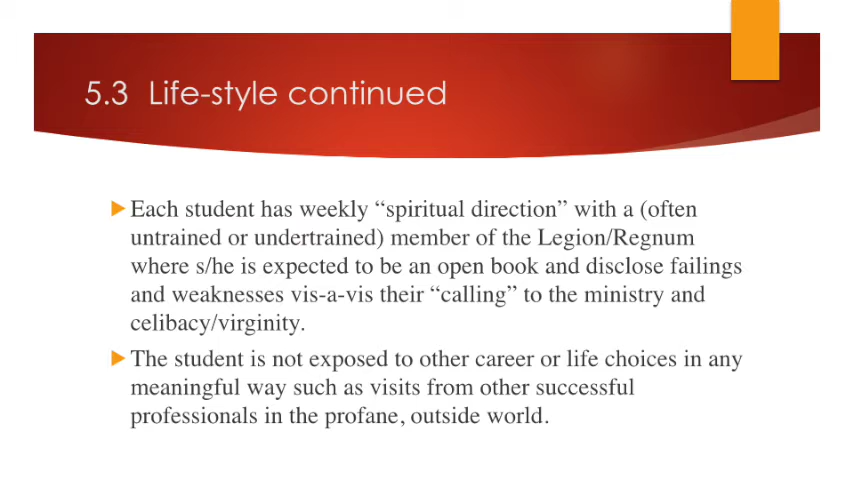 5.3 Life-style continued
Each student has weekly “spiritual direction” with a (often
untrained or undertrained) member of the Legion/Regnum
where s/he is expected to be an open book and disclose failings
and weaknesses vis-a-vis their “calling” to the ministry and
celibacy/virginity.
The student is not exposed to other career or life choices in any
meaningful way such as visits from other successful
professionals in the profane, outside world.